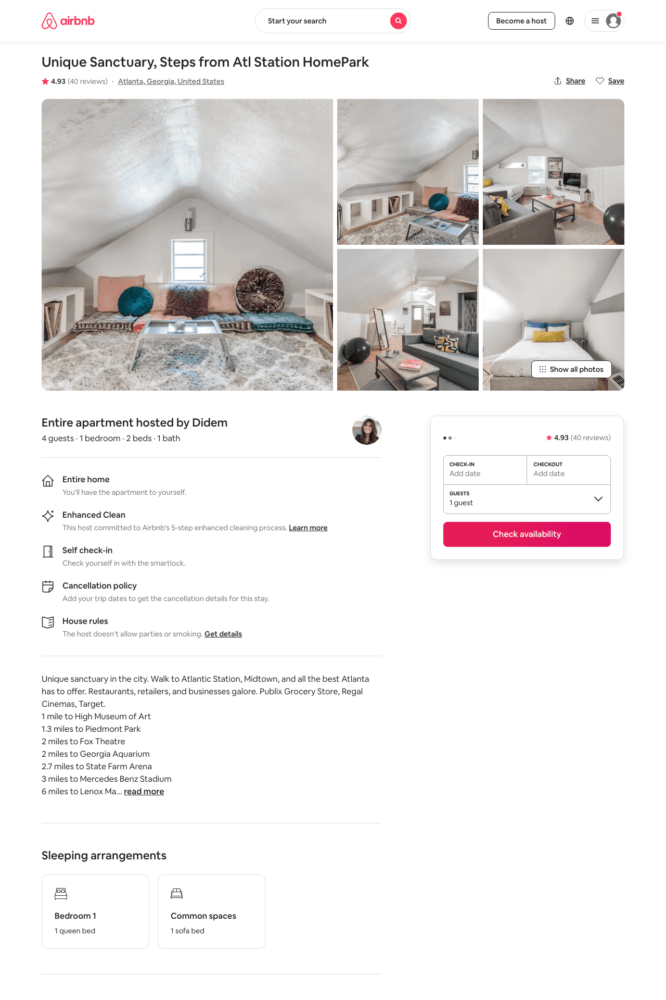 airbnb
Start your search
Become a host
Unique Sanctuary, Steps from Atl Station HomePark
4.93 (40 reviews) · Atlanta, Georgia, United States
Share
Save
Show all photos
Entire apartment hosted by Didem
4 guests · 1 bedroom · 2 beds · 1 bath
Entire home
You'll have the apartment to yourself.
Enhanced Clean
This host committed to Airbnb's 5-step enhanced cleaning process. Learn more
Self check-in
Check yourself in with the smartlock.
Cancellation policy
Add your trip dates to get the cancellation details for this stay.
House rules
The host doesn't allow parties or smoking. Get details
4.93 (40 reviews)
CHECK-IN
Add date
CHECKOUT
Add date
GUESTS
1 guest
Check availability
Unique sanctuary in the city. Walk to Atlantic Station, Midtown, and all the best Atlanta
has to offer. Restaurants, retailers, and businesses galore. Publix Grocery Store, Regal
Cinemas, Target.
1 mile to High Museum of Art
1.3 miles to Piedmont Park
2 miles to Fox Theatre
2 miles to Georgia Aquarium
2.7 miles to State Farm Arena
3 miles to Mercedes Benz Stadium
6 miles to Lenox Ma... read more
Sleeping arrangements
Bedroom 1
1 queen bed
Common spaces
1 sofa bed